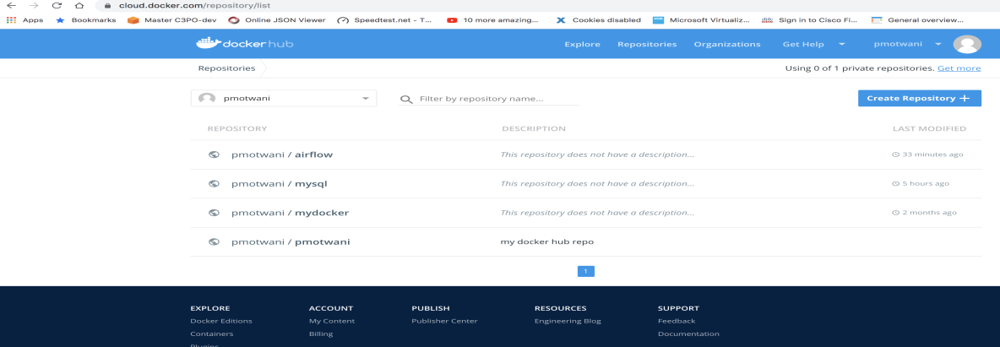 cloud.docker.com/repository/list
Apps Bookmarks Master C3PO-dev Online JSON Viewer Speedtest.net - T... 10 more amazing... Cookies disabled Microsoft Virtualiz... Sign in to Cisco Fi... General overview...
dockerhub Explore Repositories Organizations Get Help pmotwani
Repositories Using 0 of 1 private repositories. Get more
pmotwani Filter by repository name... Create Repository +
REPOSITORY DESCRIPTION LAST MODIFIED
pmotwani / airflow This repository does not have a description... 33 minutes ago
pmotwani / mysql This repository does not have a description... 5 hours ago
pmotwani / mydocker This repository does not have a description... 2 months ago
pmotwani / pmotwani my docker hub repo
1
EXPLORE ACCOUNT PUBLISH RESOURCES SUPPORT
Docker Editions My Content Publisher Center Engineering Blog Feedback
Containers Billing Documentation
Plugins